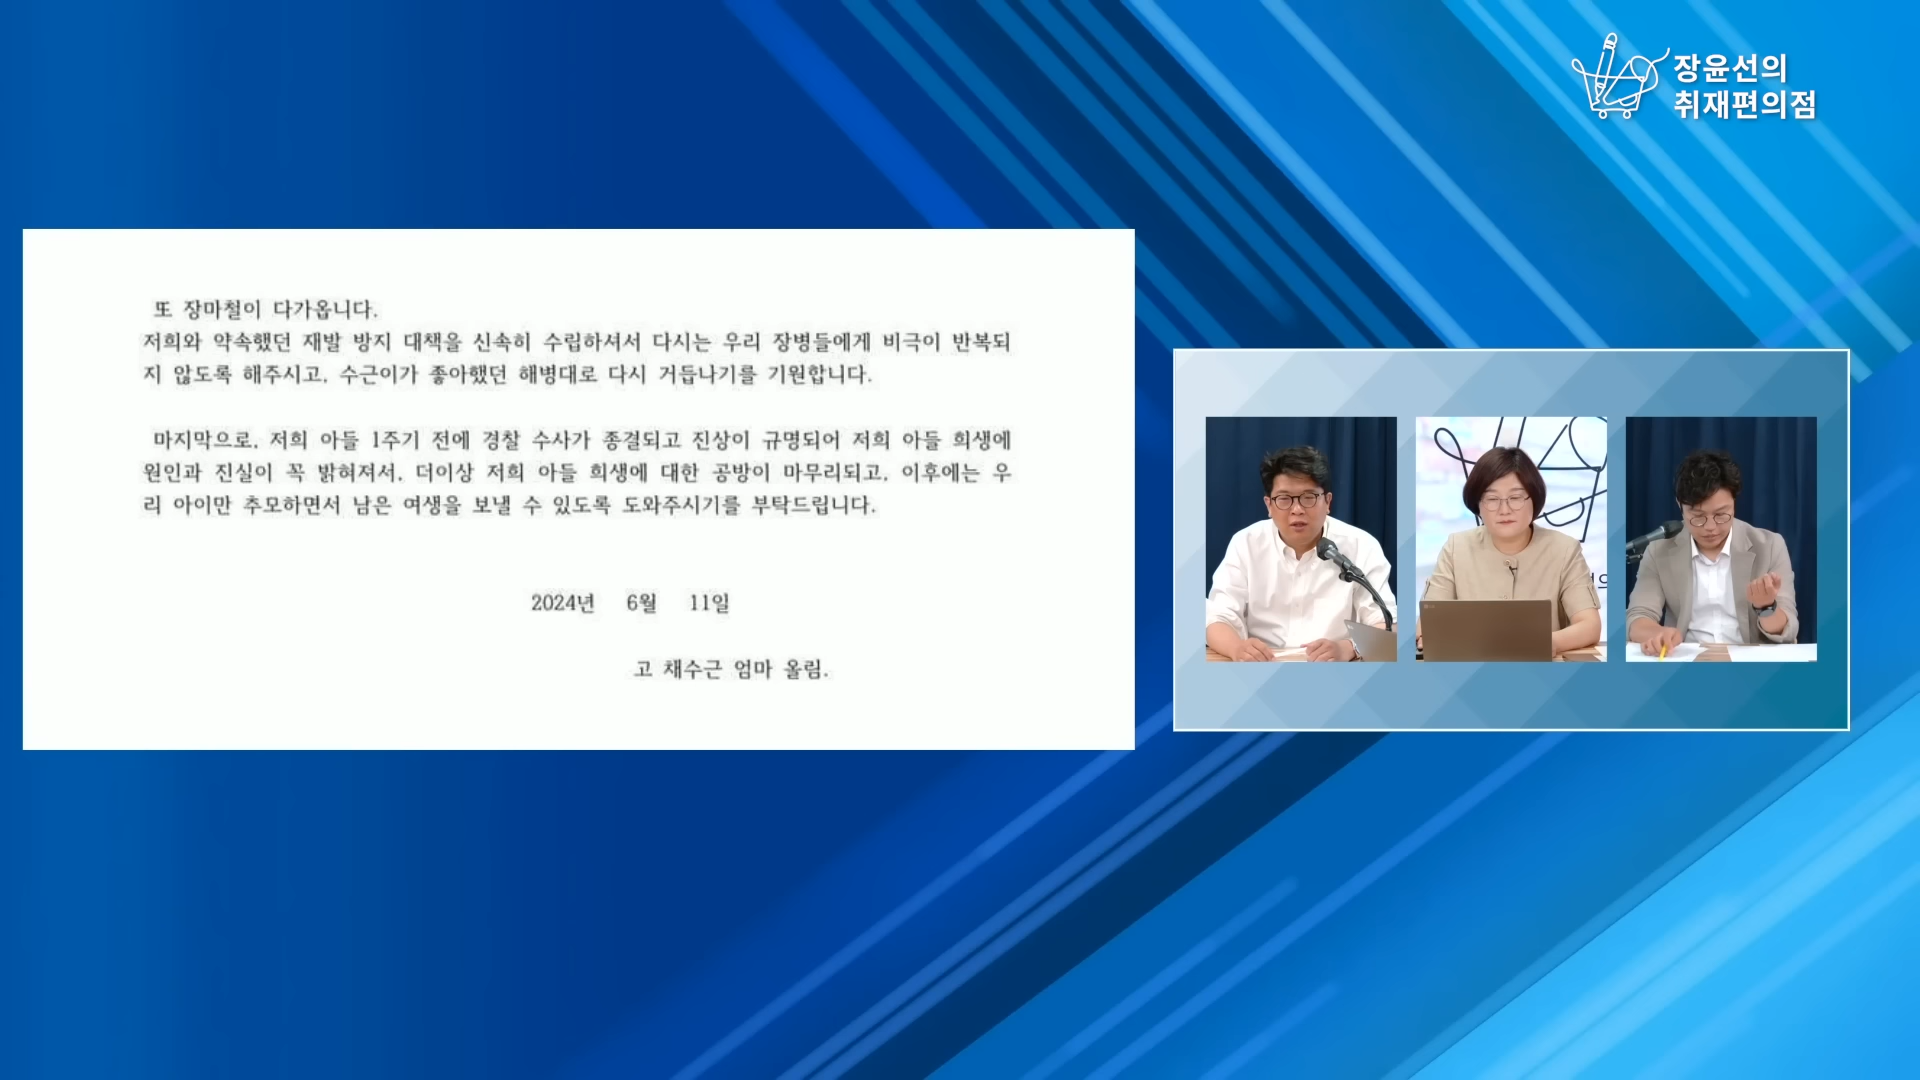 장윤선의
취재편의점
또 장마철이 다가옵니다.
저희와 약속했던 재발 방지 대책을 신속히 수립하셔서 다시는 우리 장병들에게 비극이 반복되
지 않도록 해주시고, 수근이가 좋아했던 해병대로 다시 거듭나기를 기원합니다.
마지막으로, 저희 아들 1주기 전에 경찰 수사가 종결되고 진상이 규명되어 저희 아들 희생에
원인과 진실이 꼭 밝혀져서, 더이상 저희 아들 희생에 대한 공방이 마무리되고, 이후에는 우
리 아이만 추모하면서 남은 여생을 보낼 수 있도록 도와주시기를 부탁드립니다.
2024년 6월 11일
고 채수근 엄마 올림.